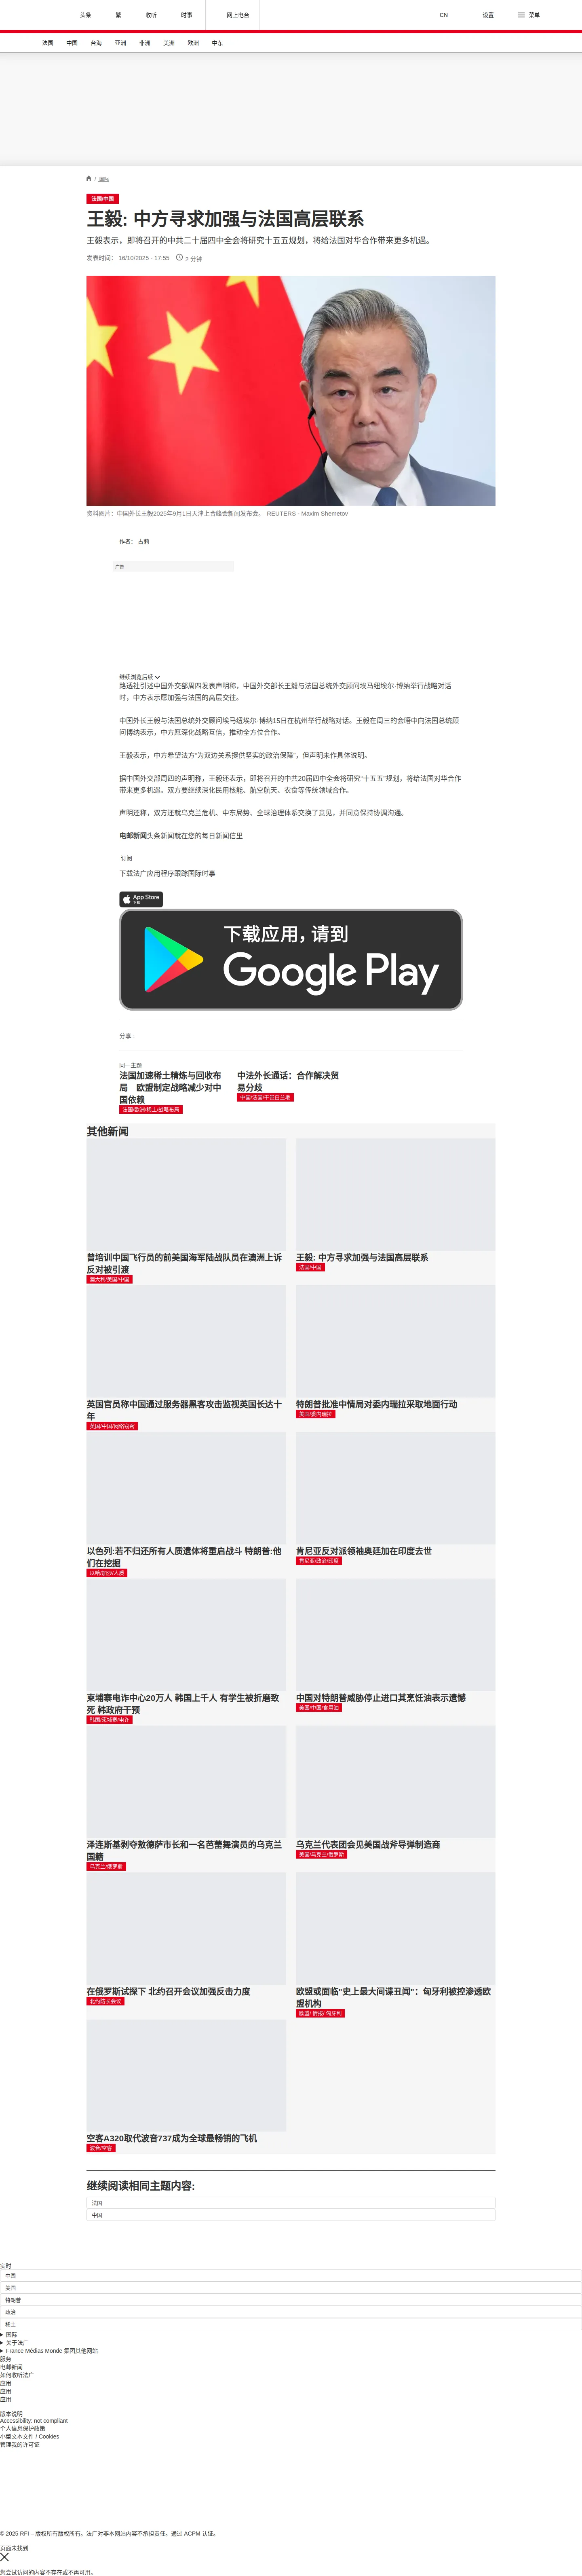 头条
繁
收听
时事
网上电台
CN
设置
菜单
法国
中国
台海
亚洲
非洲
美洲
欧洲
中东
/ 国际
法国/中国
王毅: 中方寻求加强与法国高层联系
王毅表示，即将召开的中共二十届四中全会将研究十五五规划，将给法国对华合作带来更多机遇。
发表时间： 16/10/2025 - 17:55
2 分钟
资料图片：中国外长王毅2025年9月1日天津上合峰会新闻发布会。 REUTERS - Maxim Shemetov
作者： 古莉
广告
继续浏览后续
路透社引述中国外交部周四发表声明称，中国外交部长王毅与法国总统外交顾问埃马纽埃尔·博纳举行战略对话
时，中方表示愿加强与法国的高层交往。
中国外长王毅与法国总统外交顾问埃马纽埃尔·博纳15日在杭州举行战略对话。王毅在周三的会晤中向法国总统顾
问博纳表示，中方愿深化战略互信，推动全方位合作。
王毅表示，中方希望法方“为双边关系提供坚实的政治保障”，但声明未作具体说明。
据中国外交部周四的声明称，王毅还表示，即将召开的中共20届四中全会将研究“十五五”规划，将给法国对华合作
带来更多机遇。双方要继续深化民用核能、航空航天、农食等传统领域合作。
声明还称，双方还就乌克兰危机、中东局势、全球治理体系交换了意见，并同意保持协调沟通。
电邮新闻头条新闻就在您的每日新闻信里
订阅
下载法广应用程序跟踪国际时事
App Store
下载
下载应用，请到
Google Play
分享 :
同一主题
法国加速稀土精炼与回收布
局　欧盟制定战略减少对中
国依赖
法国/欧洲/稀土/战略布局
中法外长通话：合作解决贸
易分歧
中国/法国/干邑白兰地
其他新闻
曾培训中国飞行员的前美国海军陆战队员在澳洲上诉
反对被引渡
澳大利/美国/中国
王毅: 中方寻求加强与法国高层联系
法国/中国
英国官员称中国通过服务器黑客攻击监视英国长达十
年
英国/中国/网络窃密
特朗普批准中情局对委内瑞拉采取地面行动
美国/委内瑞拉
以色列:若不归还所有人质遗体将重启战斗 特朗普:他
们在挖掘
以哈/加沙/人质
肯尼亚反对派领袖奥廷加在印度去世
肯尼亚/政治/印度
柬埔寨电诈中心20万人 韩国上千人 有学生被折磨致
死 韩政府干预
韩国/柬埔寨/电诈
中国对特朗普威胁停止进口其烹饪油表示遗憾
美国/中国/食用油
泽连斯基剥夺敖德萨市长和一名芭蕾舞演员的乌克兰
国籍
乌克兰/俄罗斯
乌克兰代表团会见美国战斧导弹制造商
美国/乌克兰/俄罗斯
在俄罗斯试探下 北约召开会议加强反击力度
北约防长会议
欧盟或面临"史上最大间谍丑闻"：匈牙利被控渗透欧
盟机构
欧盟/ 情报/ 匈牙利
空客A320取代波音737成为全球最畅销的飞机
波音/空客
继续阅读相同主题内容:
法国
中国
实时
中国
美国
特朗普
政治
稀土
国际
关于法广
France Médias Monde 集团其他网站
服务
电邮新闻
如何收听法广
应用
应用
应用
版本说明
Accessibility: not compliant
个人信息保护政策
小型文本文件 / Cookies
管理我的许可证
© 2025 RFI – 版权所有版权所有。法广对非本网站内容不承担责任。通过 ACPM 认证。
页面未找到
您尝试访问的内容不存在或不再可用。